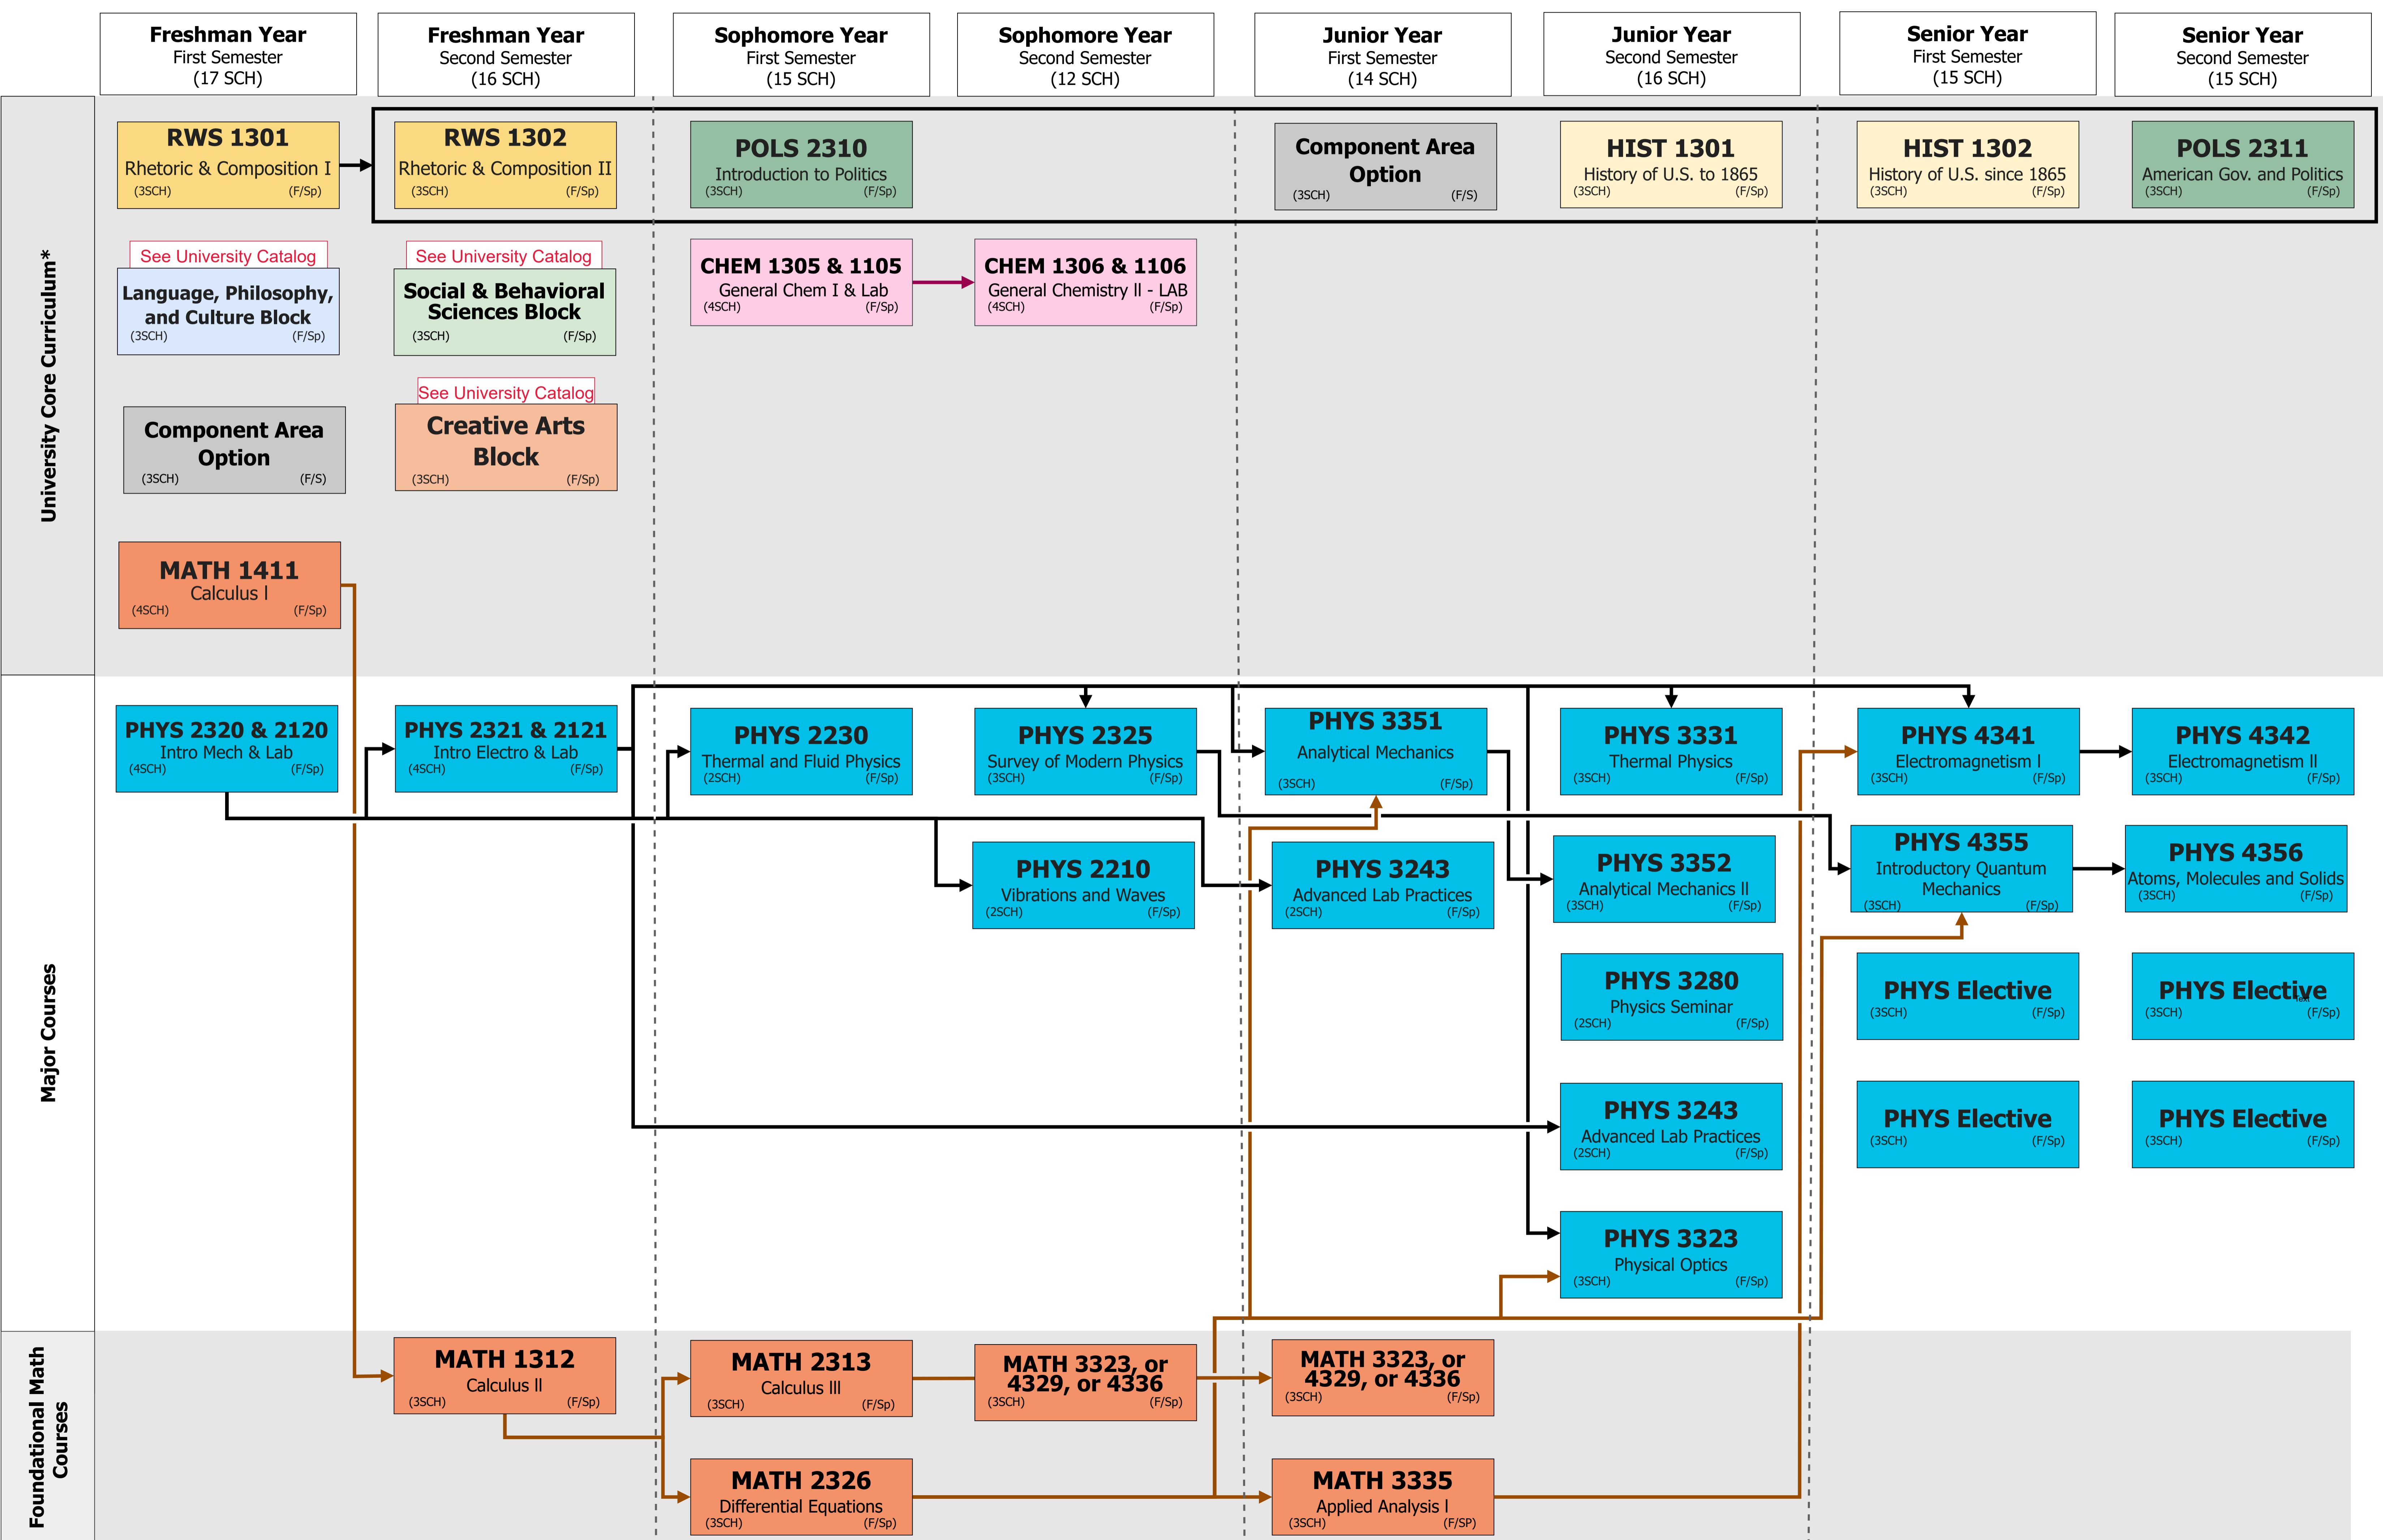 Freshman Year
First Semester
(17 SCH)
Freshman Year
Second Semester
(16 SCH)
Sophomore Year
First Semester
(15 SCH)
Sophomore Year
Second Semester
(12 SCH)
Junior Year
First Semester
(14 SCH)
Junior Year
Second Semester
(16 SCH)
Senior Year
First Semester
(15 SCH)
Senior Year
Second Semester
(15 SCH)
University Core Curriculum*
RWS 1301
Rhetoric & Composition I
(3SCH) (F/Sp)
RWS 1302
Rhetoric & Composition II
(3SCH) (F/Sp)
POLS 2310
Introduction to Politics
(3SCH) (F/Sp)
Component Area
Option
(3SCH) (F/S)
HIST 1301
History of U.S. to 1865
(3SCH) (F/Sp)
HIST 1302
History of U.S. since 1865
(3SCH) (F/Sp)
POLS 2311
American Gov. and Politics
(3SCH) (F/Sp)
See University Catalog
Language, Philosophy,
and Culture Block
(3SCH) (F/Sp)
See University Catalog
Social & Behavioral
Sciences Block
(3SCH) (F/Sp)
CHEM 1305 & 1105
General Chem I & Lab
(4SCH) (F/Sp)
CHEM 1306 & 1106
General Chemistry II - LAB
(4SCH) (F/Sp)
Component Area
Option
(3SCH) (F/S)
See University Catalog
Creative Arts
Block
(3SCH) (F/Sp)
MATH 1411
Calculus I
(4SCH) (F/Sp)
Major Courses
PHYS 2320 & 2120
Intro Mech & Lab
(4SCH) (F/Sp)
PHYS 2321 & 2121
Intro Electro & Lab
(4SCH) (F/Sp)
PHYS 2230
Thermal and Fluid Physics
(2SCH) (F/Sp)
PHYS 2325
Survey of Modern Physics
(3SCH) (F/Sp)
PHYS 3351
Analytical Mechanics
(3SCH) (F/Sp)
PHYS 3331
Thermal Physics
(3SCH) (F/Sp)
PHYS 4341
Electromagnetism I
(3SCH) (F/Sp)
PHYS 4342
Electromagnetism II
(3SCH) (F/Sp)
PHYS 2210
Vibrations and Waves
(2SCH) (F/Sp)
PHYS 3243
Advanced Lab Practices
(2SCH) (F/Sp)
PHYS 3352
Analytical Mechanics II
(3SCH) (F/Sp)
PHYS 4355
Introductory Quantum
Mechanics
(3SCH) (F/Sp)
PHYS 4356
Atoms, Molecules and Solids
(3SCH) (F/Sp)
PHYS 3280
Physics Seminar
(2SCH) (F/Sp)
PHYS Elective
(3SCH) (F/Sp)
PHYS Elective
Text
(3SCH) (F/Sp)
PHYS 3243
Advanced Lab Practices
(2SCH) (F/Sp)
PHYS Elective
(3SCH) (F/Sp)
PHYS Elective
(3SCH) (F/Sp)
PHYS 3323
Physical Optics
(3SCH) (F/Sp)
Foundational Math
Courses
MATH 1312
Calculus II
(3SCH) (F/Sp)
MATH 2313
Calculus III
(3SCH) (F/Sp)
MATH 3323, or
4329, or 4336
(3SCH) (F/Sp)
MATH 3323, or
4329, or 4336
(3SCH) (F/Sp)
MATH 2326
Differential Equations
(3SCH) (F/Sp)
MATH 3335
Applied Analysis I
(3SCH) (F/SP)